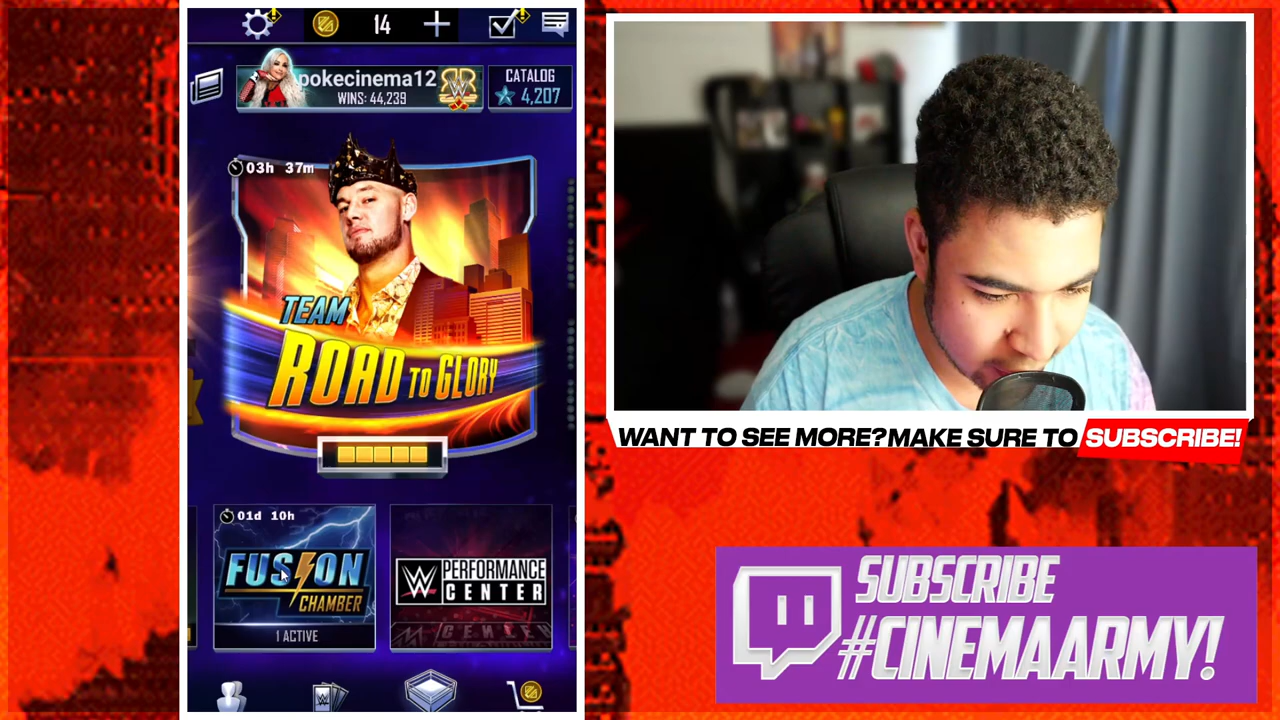 14
pokecinema12
WINS: 44,239
CATALOG
4,207
03h 37m
TEAM
ROAD TO GLORY
01d 10h
FUSION
CHAMBER
1 ACTIVE
W PERFORMANCE
CENTER
WANT TO SEE MORE? MAKE SURE TO SUBSCRIBE!
SUBSCRIBE
#CINEMAARMY!